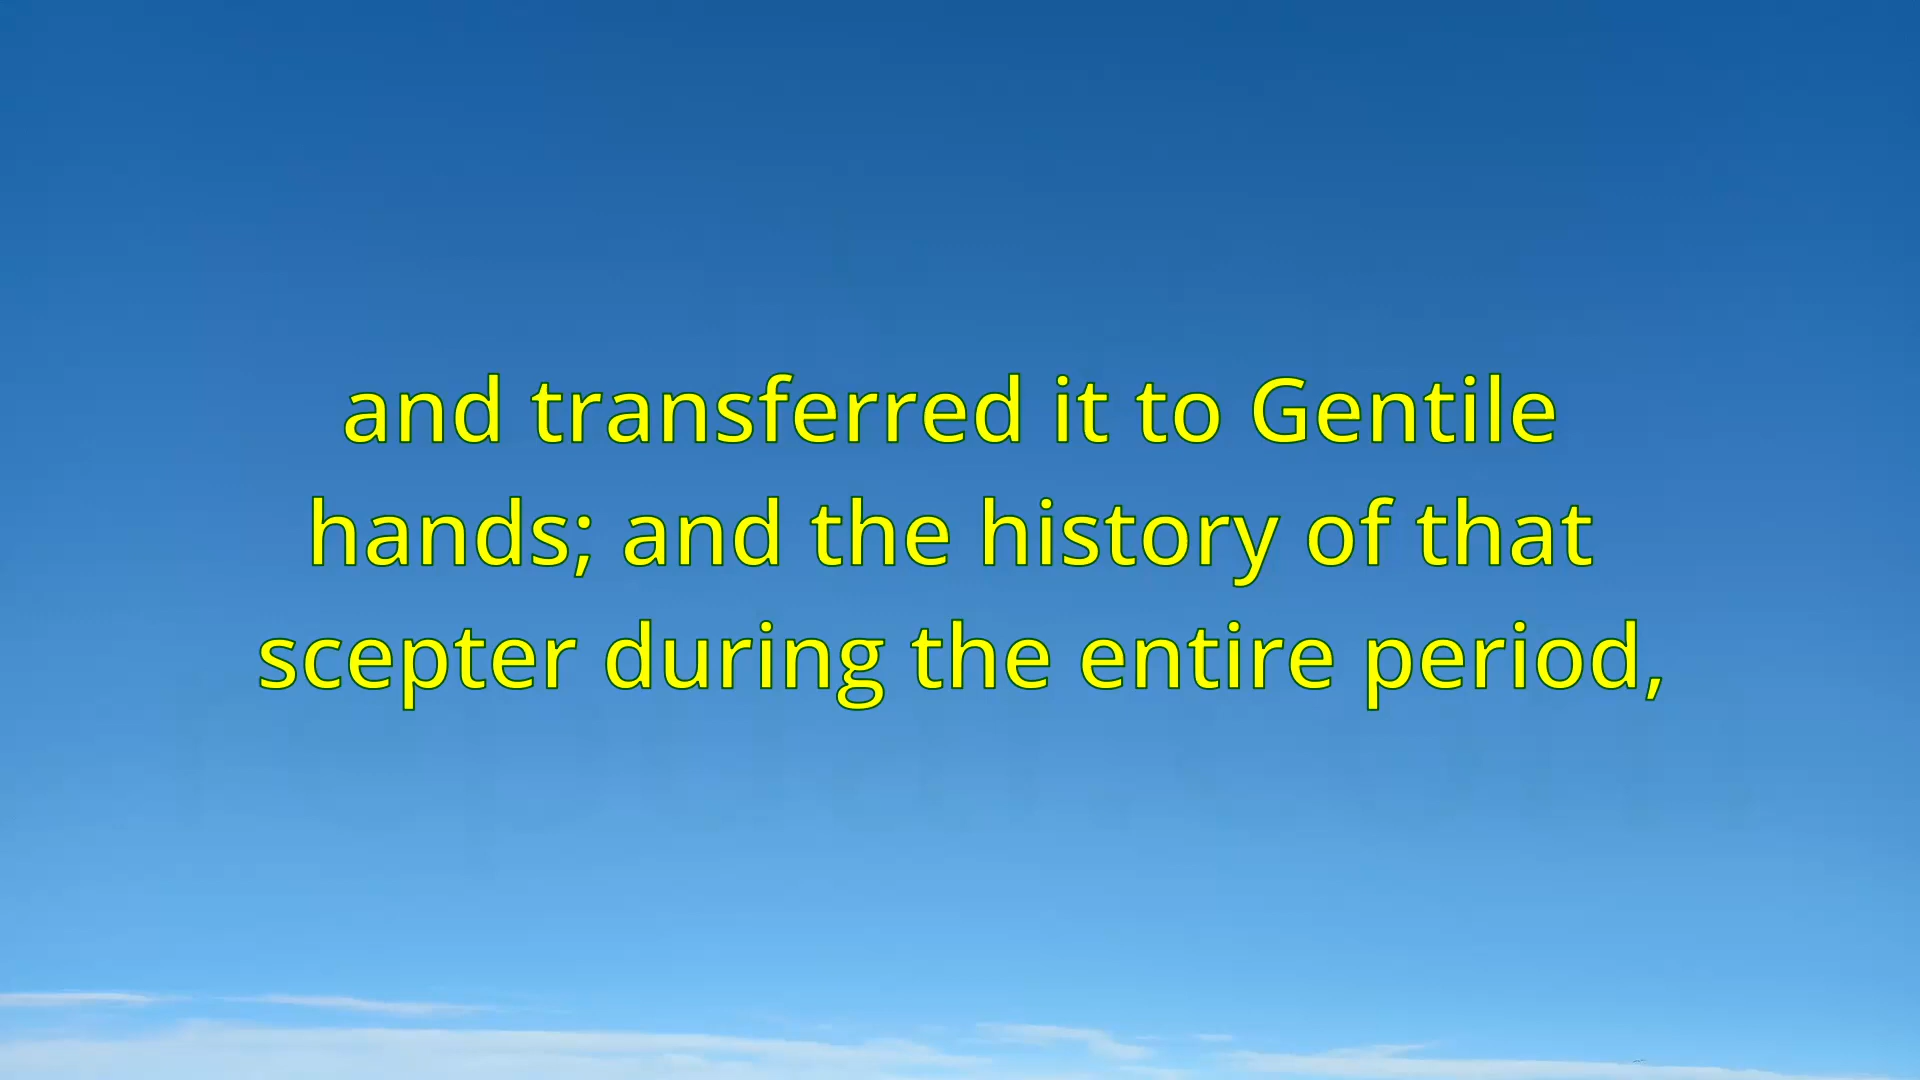 and transferred it to Gentile
hands; and the history of that
scepter during the entire period,